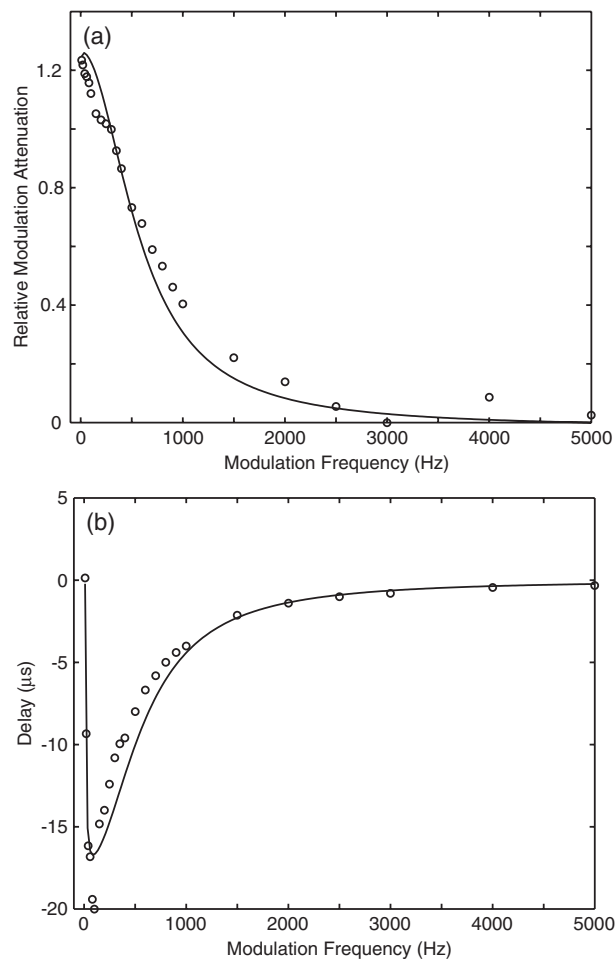 (a)
1.2
0.8
0.4
0
Relative Modulation Attenuation
0 1000 2000 3000 4000 5000
Modulation Frequency (Hz)
(b)
5
0
-5
-10
-15
-20
Delay (μs)
0 1000 2000 3000 4000 5000
Modulation Frequency (Hz)